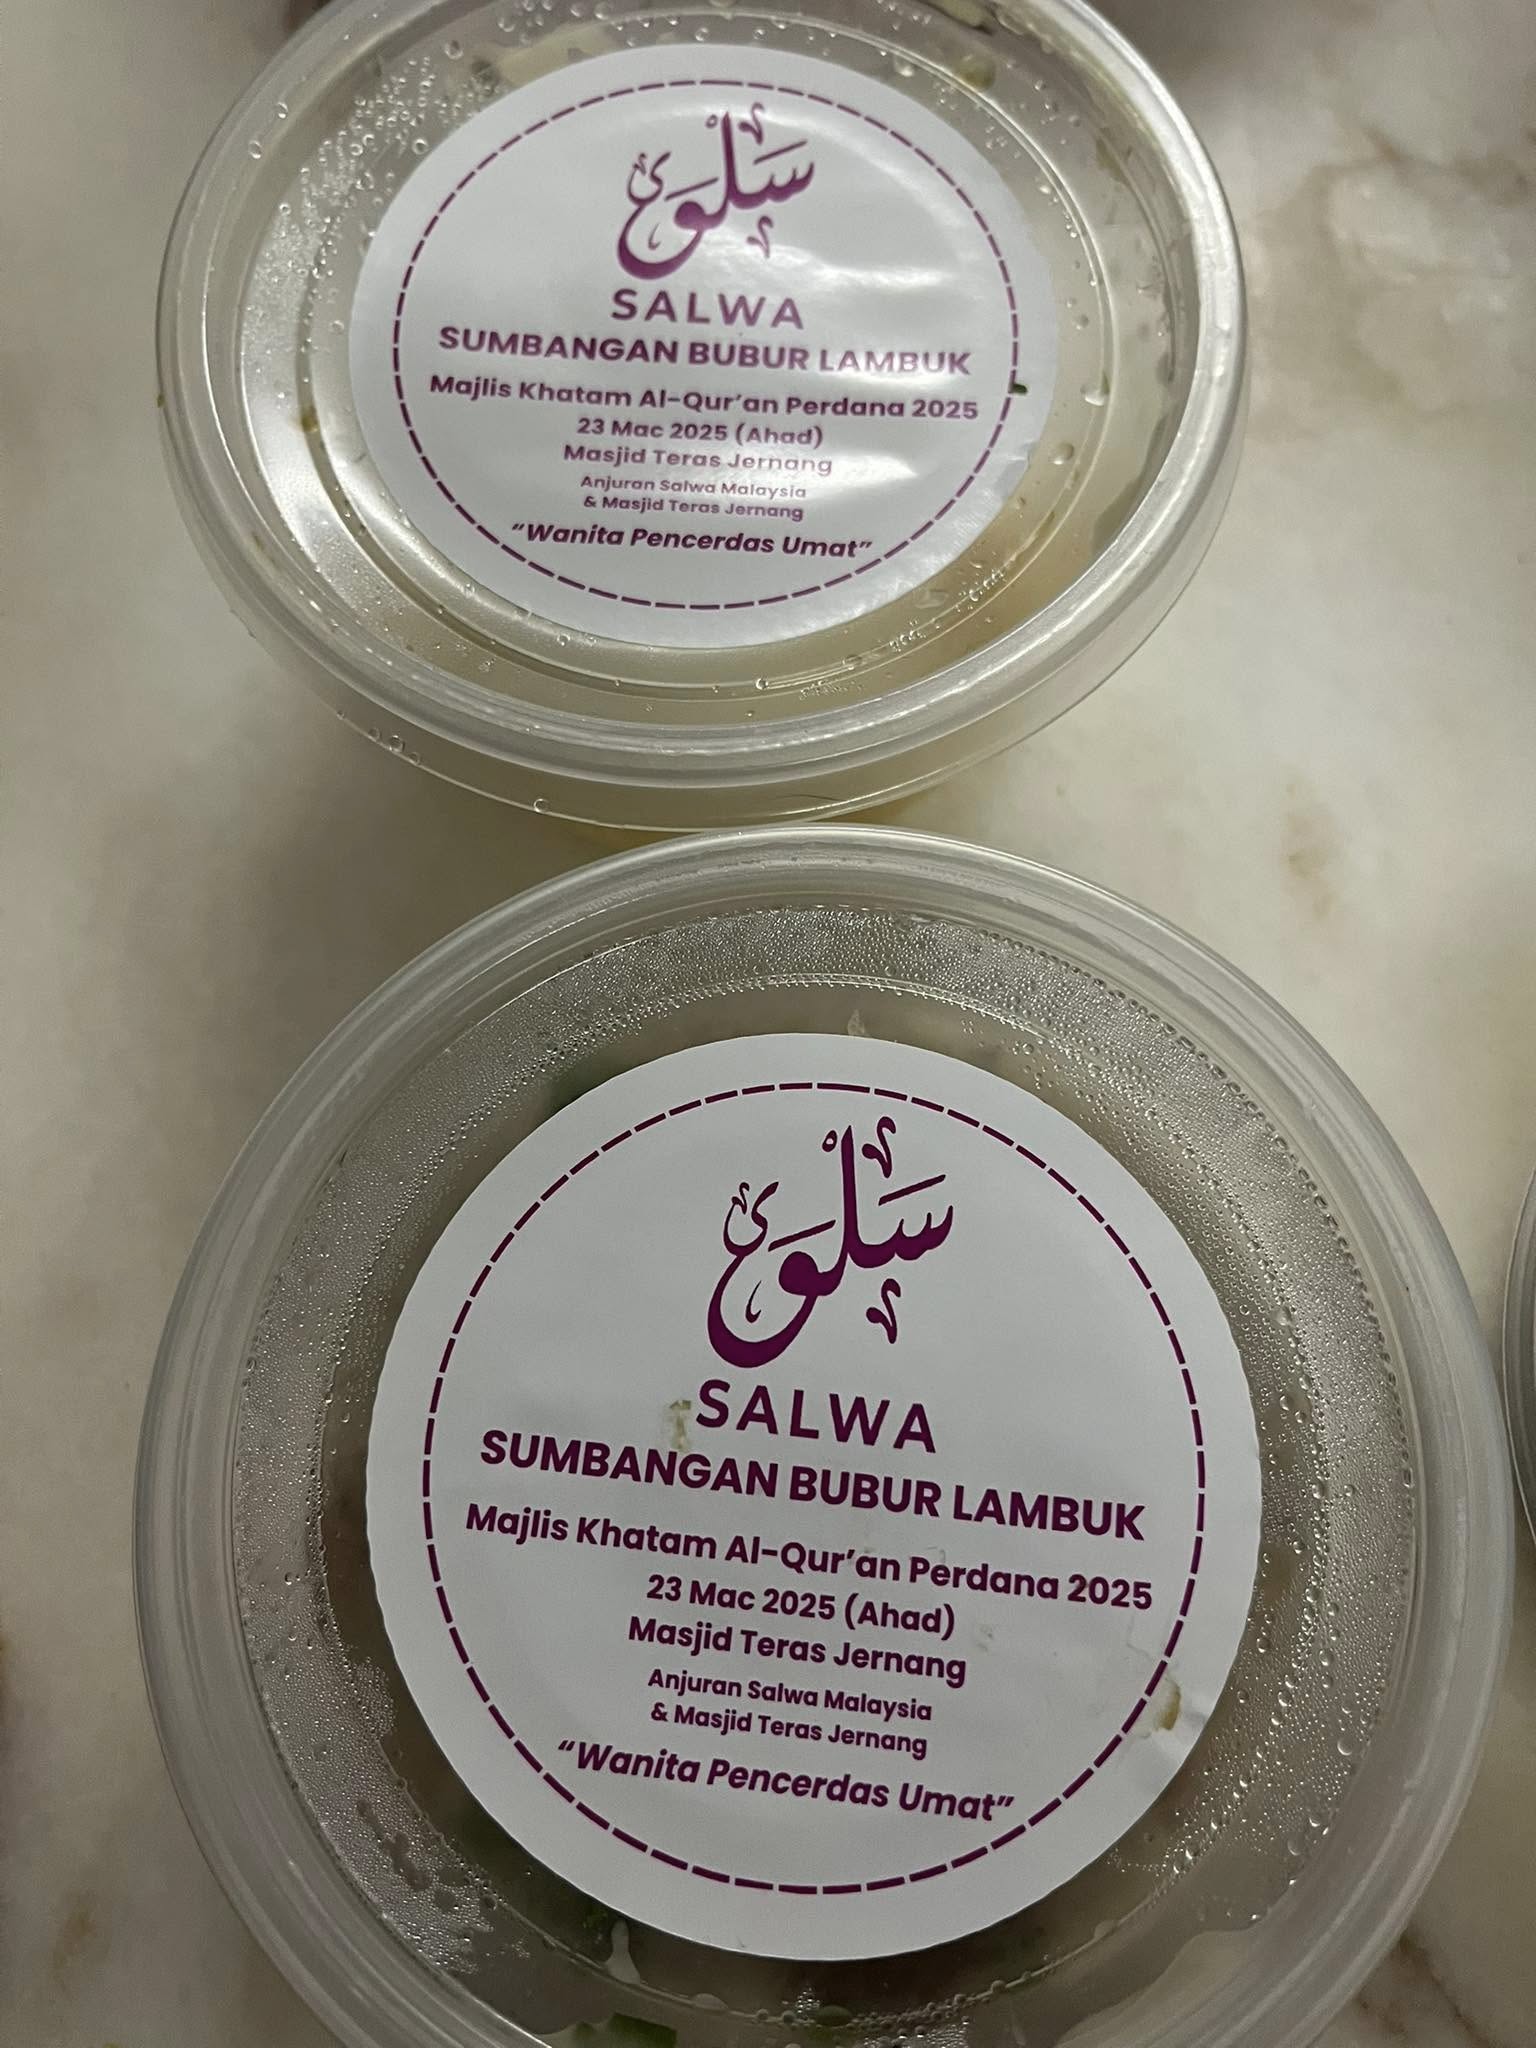 سَلْوَىٰ
SALWA
SUMBANGAN BUBUR LAMBUK
Majlis Khatam Al-Qur'an Perdana 2025
23 Mac 2025 (Ahad)
Masjid Teras Jernang
Anjuran Salwa Malaysia
& Masjid Teras Jernang
"Wanita Pencerdas Umat"
سَلْوَىٰ
SALWA
SUMBANGAN BUBUR LAMBUK
Majlis Khatam Al-Qur'an Perdana 2025
23 Mac 2025 (Ahad)
Masjid Teras Jernang
Anjuran Salwa Malaysia
& Masjid Teras Jernang
"Wanita Pencerdas Umat"